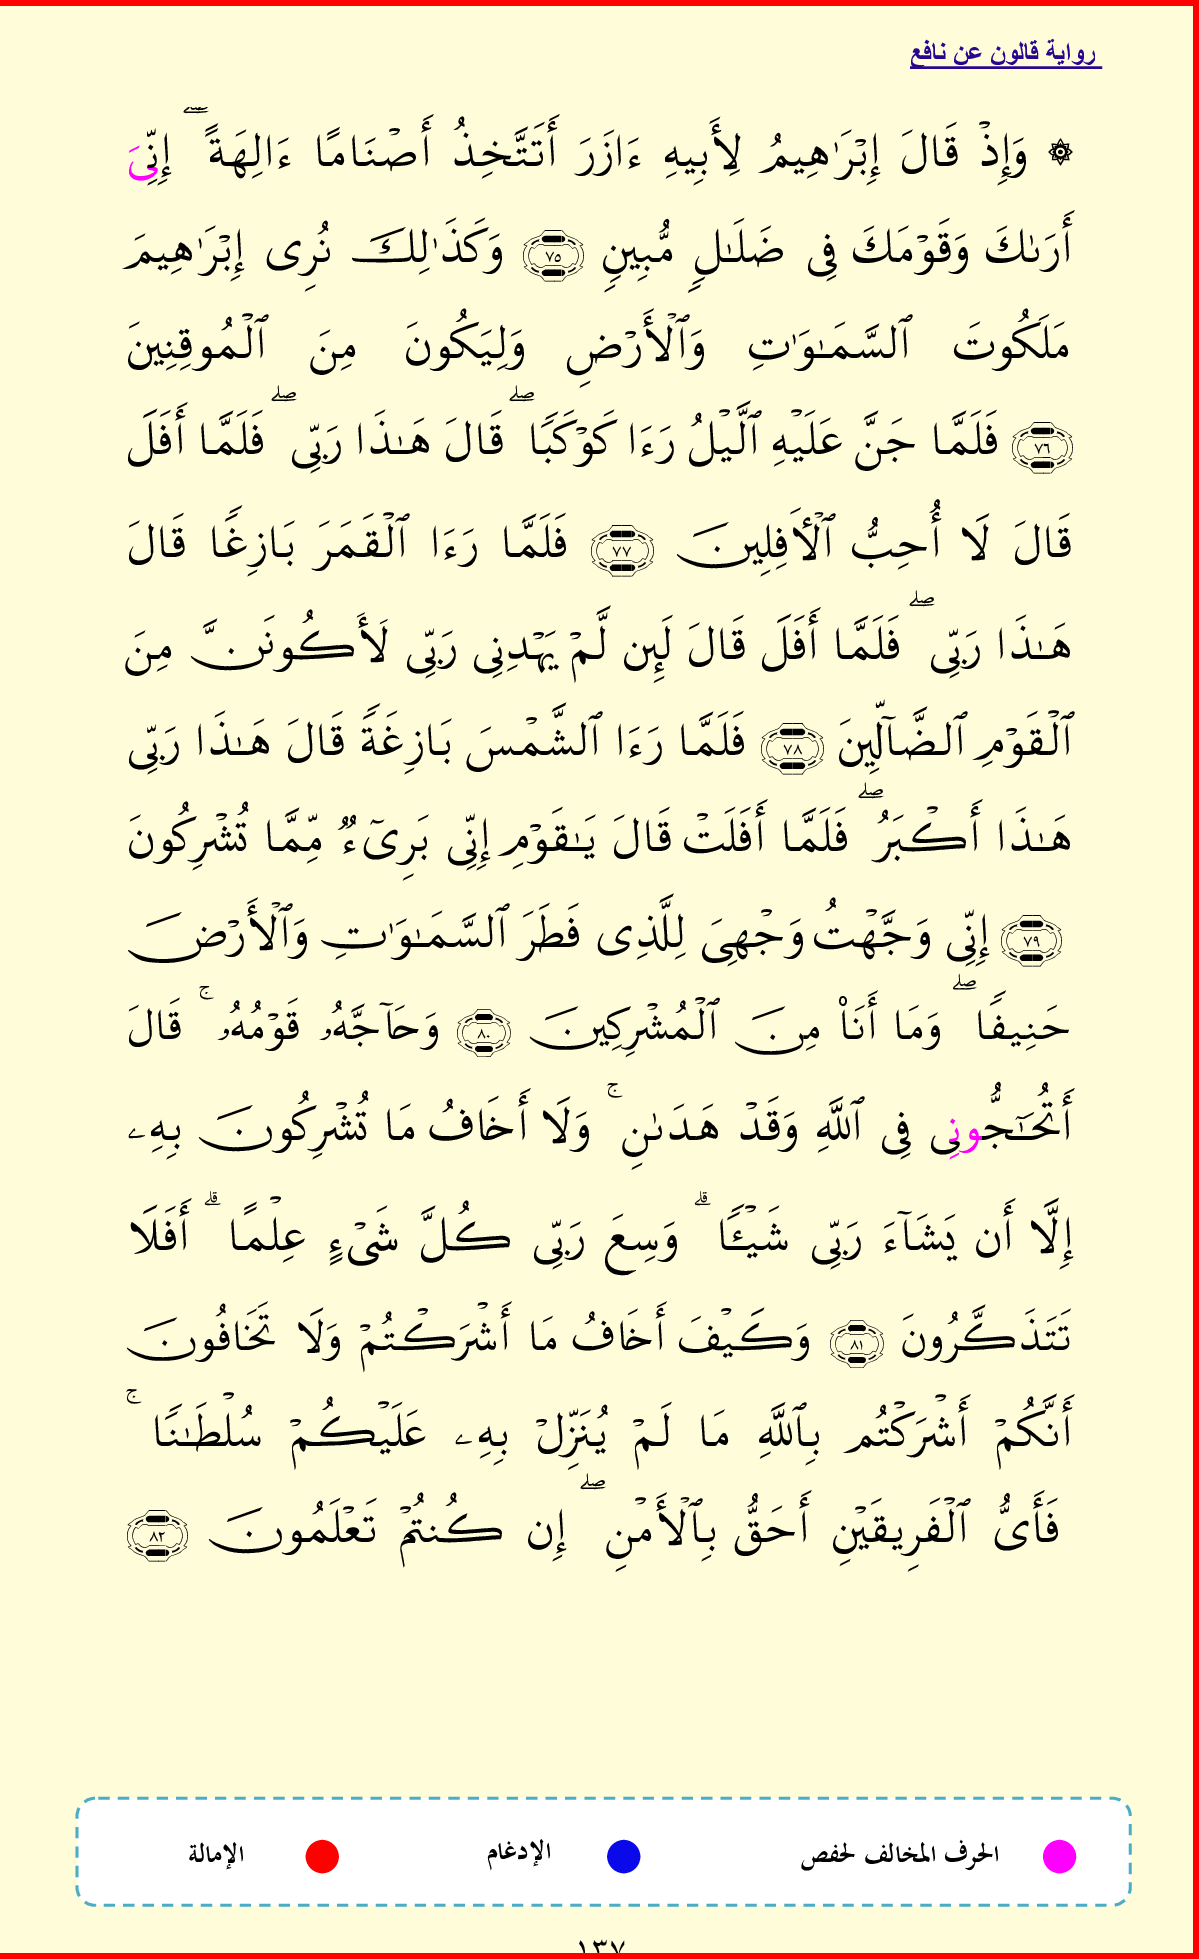 رواية قالون عن نافع
۞ وَإِذْ قَالَ إِبْرَٰهِيمُ لِأَبِيهِ ءَازَرَ أَتَتَّخِذُ أَصْنَامًا ءَالِهَةً ۖ إِنِّيَ
أَرَىٰكَ وَقَوْمَكَ فِى ضَلَـٰلٍ مُّبِينٍ ٧٥ وَكَذَٰلِكَ نُرِى إِبْرَٰهِيمَ
مَلَكُوتَ ٱلسَّمَـٰوَٰتِ وَٱلْأَرْضِ وَلِيَكُونَ مِنَ ٱلْمُوقِنِينَ
٧٦ فَلَمَّا جَنَّ عَلَيْهِ ٱلَّيْلُ رَءَا كَوْكَبًا ۖ قَالَ هَـٰذَا رَبِّى ۖ فَلَمَّا أَفَلَ
قَالَ لَا أُحِبُّ ٱلْأَفِلِينَ ٧٧ فَلَمَّا رَءَا ٱلْقَمَرَ بَازِغًا قَالَ
هَـٰذَا رَبِّى ۖ فَلَمَّا أَفَلَ قَالَ لَئِن لَّمْ يَهْدِنِى رَبِّى لَأَكُونَنَّ مِنَ
ٱلْقَوْمِ ٱلضَّآلِّينَ ٧٨ فَلَمَّا رَءَا ٱلشَّمْسَ بَازِغَةً قَالَ هَـٰذَا رَبِّى
هَـٰذَا أَكْبَرُ ۖ فَلَمَّا أَفَلَتْ قَالَ يَـٰقَوْمِ إِنِّى بَرِىٓءٌ مِّمَّا تُشْرِكُونَ
٧٩ إِنِّى وَجَّهْتُ وَجْهِىَ لِلَّذِى فَطَرَ ٱلسَّمَـٰوَٰتِ وَٱلْأَرْضَ
حَنِيفًا ۖ وَمَا أَنَا۠ مِنَ ٱلْمُشْرِكِينَ ٨٠ وَحَآجَّهُۥ قَوْمُهُۥ ۚ قَالَ
أَتُحَـٰٓجُّونِى فِى ٱللَّهِ وَقَدْ هَدَىٰنِ ۚ وَلَا أَخَافُ مَا تُشْرِكُونَ بِهِۦ
إِلَّا أَن يَشَآءَ رَبِّى شَيْـًٔا ۗ وَسِعَ رَبِّى كُلَّ شَىْءٍ عِلْمًا ۗ أَفَلَا
تَتَذَكَّرُونَ ٨١ وَكَيْفَ أَخَافُ مَا أَشْرَكْتُمْ وَلَا تَخَافُونَ
أَنَّكُمْ أَشْرَكْتُم بِٱللَّهِ مَا لَمْ يُنَزِّلْ بِهِۦ عَلَيْكُمْ سُلْطَـٰنًا ۚ
فَأَىُّ ٱلْفَرِيقَيْنِ أَحَقُّ بِٱلْأَمْنِ ۖ إِن كُنتُمْ تَعْلَمُونَ ٨٢
الحرف المخالف لحفص الإدغام الإمالة
١٣٧